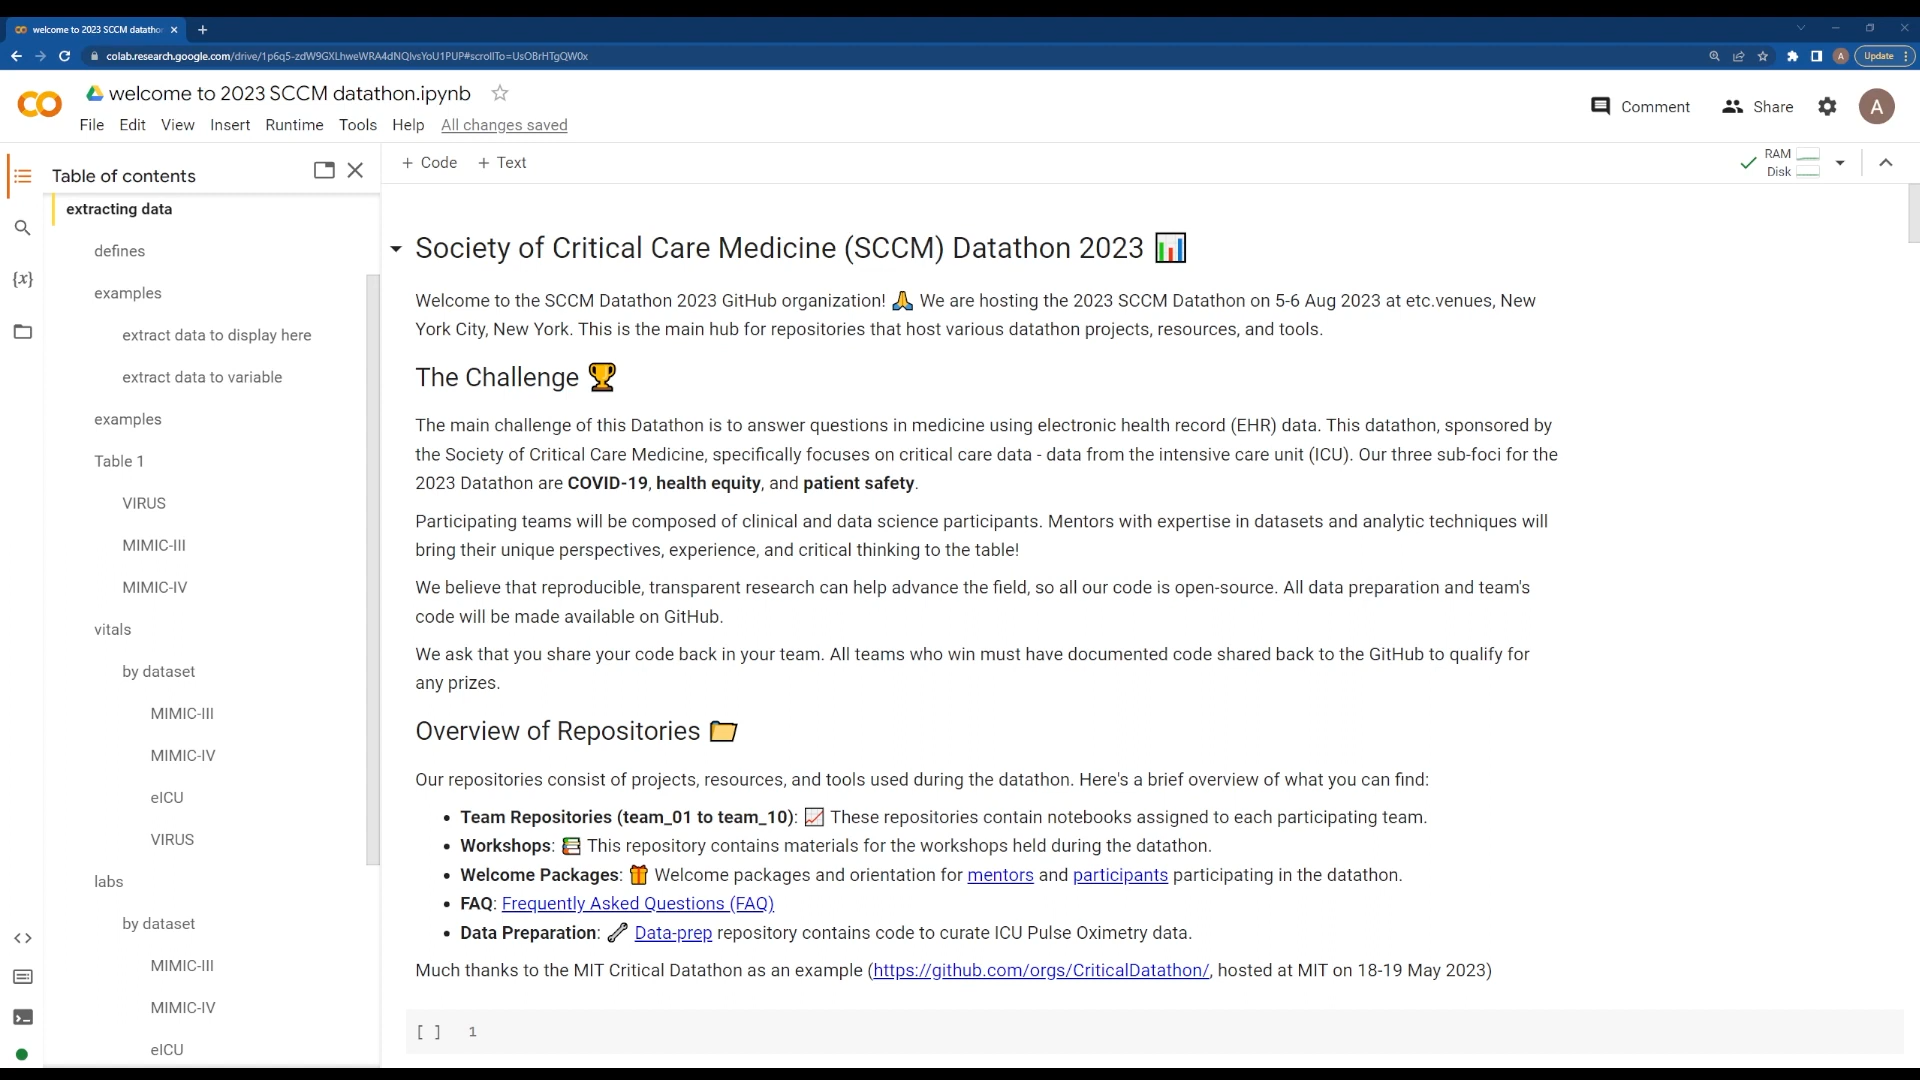 welcome to 2023 SCCM datatho
colab.research.google.com/drive/1p6q5-zdW9GXLhweWRA4dNQlvsYoU1PUP#scrollTo=UsOBrHTgQW0x
A
Update
welcome to 2023 SCCM datathon.ipynb
File Edit View Insert Runtime Tools Help All changes saved
Comment Share A
Table of contents
+ Code + Text
RAM
Disk
extracting data
defines
examples
extract data to display here
extract data to variable
examples
Table 1
VIRUS
MIMIC-III
MIMIC-IV
vitals
by dataset
MIMIC-III
MIMIC-IV
eICU
VIRUS
labs
by dataset
MIMIC-III
MIMIC-IV
eICU
{x}
Society of Critical Care Medicine (SCCM) Datathon 2023 📊
Welcome to the SCCM Datathon 2023 GitHub organization! 🙏 We are hosting the 2023 SCCM Datathon on 5-6 Aug 2023 at etc.venues, New
York City, New York. This is the main hub for repositories that host various datathon projects, resources, and tools.
The Challenge 🏆
The main challenge of this Datathon is to answer questions in medicine using electronic health record (EHR) data. This datathon, sponsored by
the Society of Critical Care Medicine, specifically focuses on critical care data - data from the intensive care unit (ICU). Our three sub-foci for the
2023 Datathon are COVID-19, health equity, and patient safety.
Participating teams will be composed of clinical and data science participants. Mentors with expertise in datasets and analytic techniques will
bring their unique perspectives, experience, and critical thinking to the table!
We believe that reproducible, transparent research can help advance the field, so all our code is open-source. All data preparation and team's
code will be made available on GitHub.
We ask that you share your code back in your team. All teams who win must have documented code shared back to the GitHub to qualify for
any prizes.
Overview of Repositories 📁
Our repositories consist of projects, resources, and tools used during the datathon. Here's a brief overview of what you can find:
• Team Repositories (team_01 to team_10): 📈 These repositories contain notebooks assigned to each participating team.
• Workshops: 📚 This repository contains materials for the workshops held during the datathon.
• Welcome Packages: 🎁 Welcome packages and orientation for mentors and participants participating in the datathon.
• FAQ: Frequently Asked Questions (FAQ)
• Data Preparation: 🔧 Data-prep repository contains code to curate ICU Pulse Oximetry data.
Much thanks to the MIT Critical Datathon as an example (https://github.com/orgs/CriticalDatathon/, hosted at MIT on 18-19 May 2023)
[ ] 1